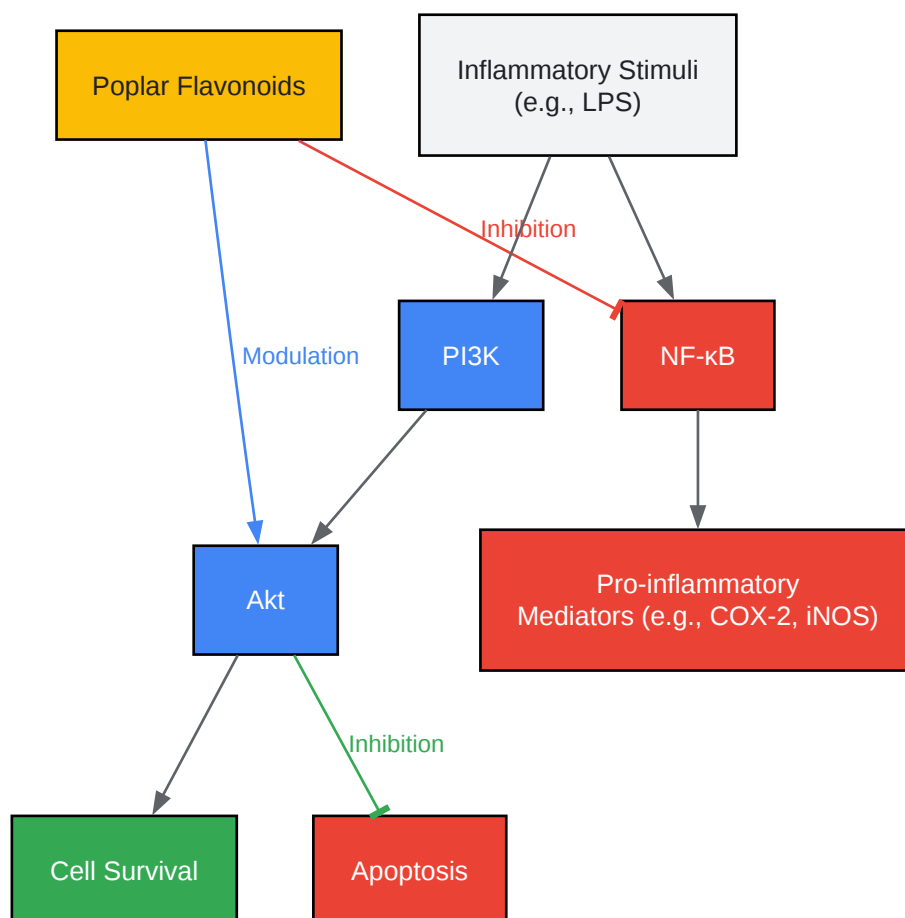 Poplar Flavonoids
Inflammatory Stimuli
(e.g., LPS)
Inhibition
PI3K
NF-κB
Modulation
Akt
Pro-inflammatory
Mediators (e.g., COX-2, iNOS)
Inhibition
Cell Survival
Apoptosis